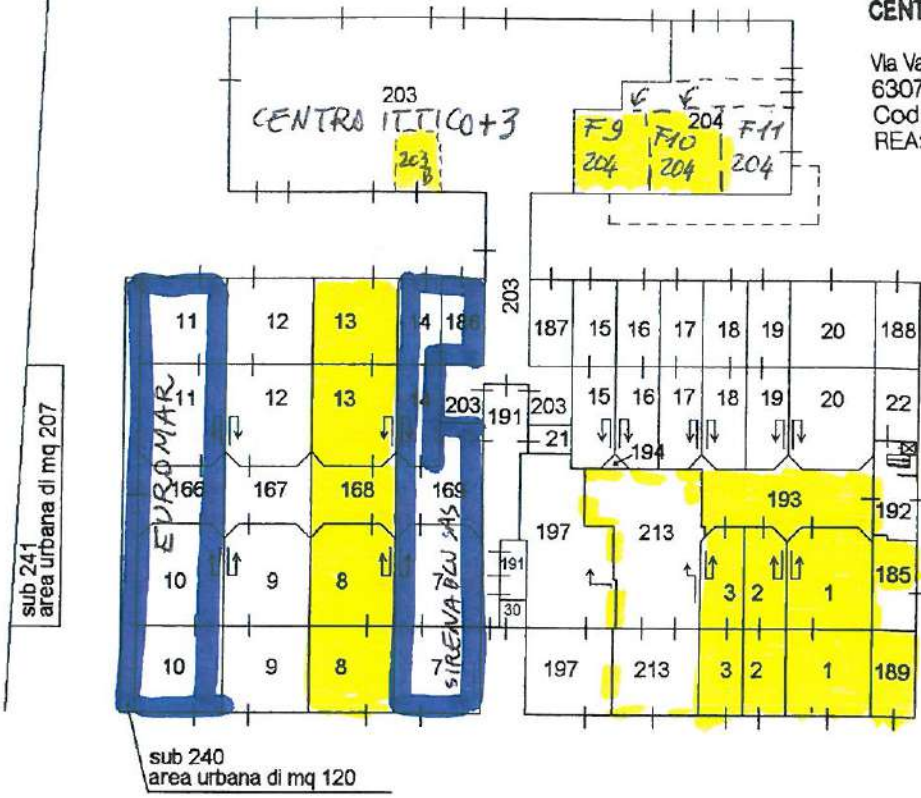 CENT
Via Va
6307
Cod
REA:
203
CENTRO ITTICO+3
203
B
204
F9 F10 F11
204 204 204
203
11 12 13 14 186 187 15 16 17 18 19 20 188
11 12 13 14 203 191 203 15 16 17 18 19 20 22
21
194
EUROMAR
166 167 168 169 197 213 193 192
191
10 9 8 7 3 2 1 185
30
10 9 8 7 197 213 3 2 1 189
SIRENA BLU SAS
sub 241
area urbana di mq 207
sub 240
area urbana di mq 120